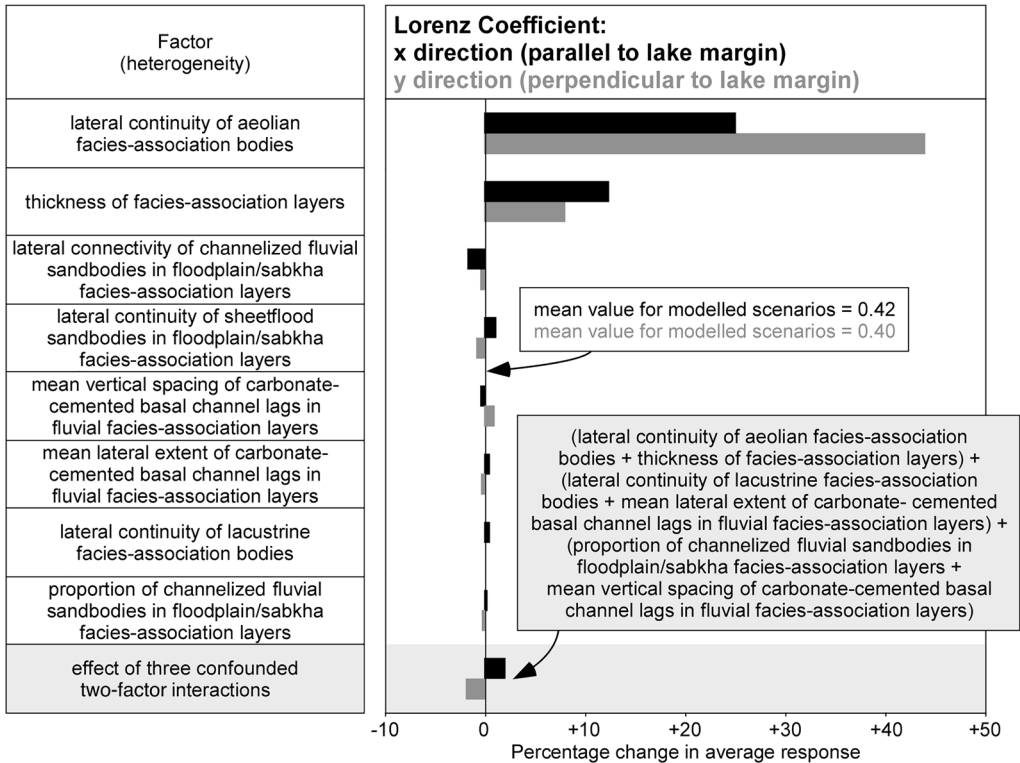 Factor
(heterogeneity)
Lorenz Coefficient:
x direction (parallel to lake margin)
y direction (perpendicular to lake margin)
lateral continuity of aeolian
facies-association bodies
thickness of facies-association layers
lateral connectivity of channelized fluvial
sandbodies in floodplain/sabkha
facies-association layers
lateral continuity of sheetflood
sandbodies in floodplain/sabkha
facies-association layers
mean value for modelled scenarios = 0.42
mean value for modelled scenarios = 0.40
mean vertical spacing of carbonate-
cemented basal channel lags in
fluvial facies-association layers
mean lateral extent of carbonate-
cemented basal channel lags in
fluvial facies-association layers
lateral continuity of lacustrine
facies-association bodies
proportion of channelized fluvial
sandbodies in floodplain/sabkha
facies-association layers
(lateral continuity of aeolian facies-association
bodies + thickness of facies-association layers) +
(lateral continuity of lacustrine facies-association
bodies + mean lateral extent of carbonate- cemented
basal channel lags in fluvial facies-association layers) +
(proportion of channelized fluvial sandbodies in
floodplain/sabkha facies-association layers +
mean vertical spacing of carbonate-cemented basal
channel lags in fluvial facies-association layers)
effect of three confounded
two-factor interactions
-10 0 +10 +20 +30 +40 +50
Percentage change in average response